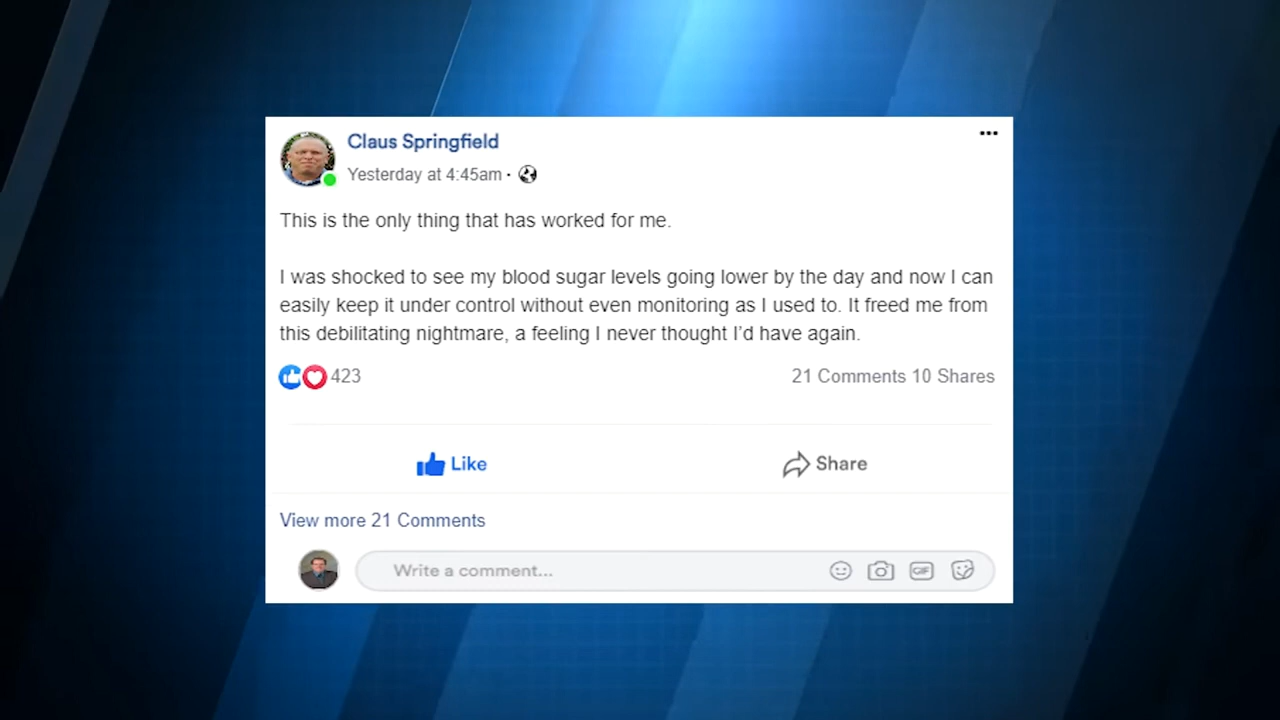 Claus Springfield
Yesterday at 4:45am ·
This is the only thing that has worked for me.
I was shocked to see my blood sugar levels going lower by the day and now I can
easily keep it under control without even monitoring as I used to. It freed me from
this debilitating nightmare, a feeling I never thought I’d have again.
423
21 Comments 10 Shares
Like
Share
View more 21 Comments
Write a comment...
GIF